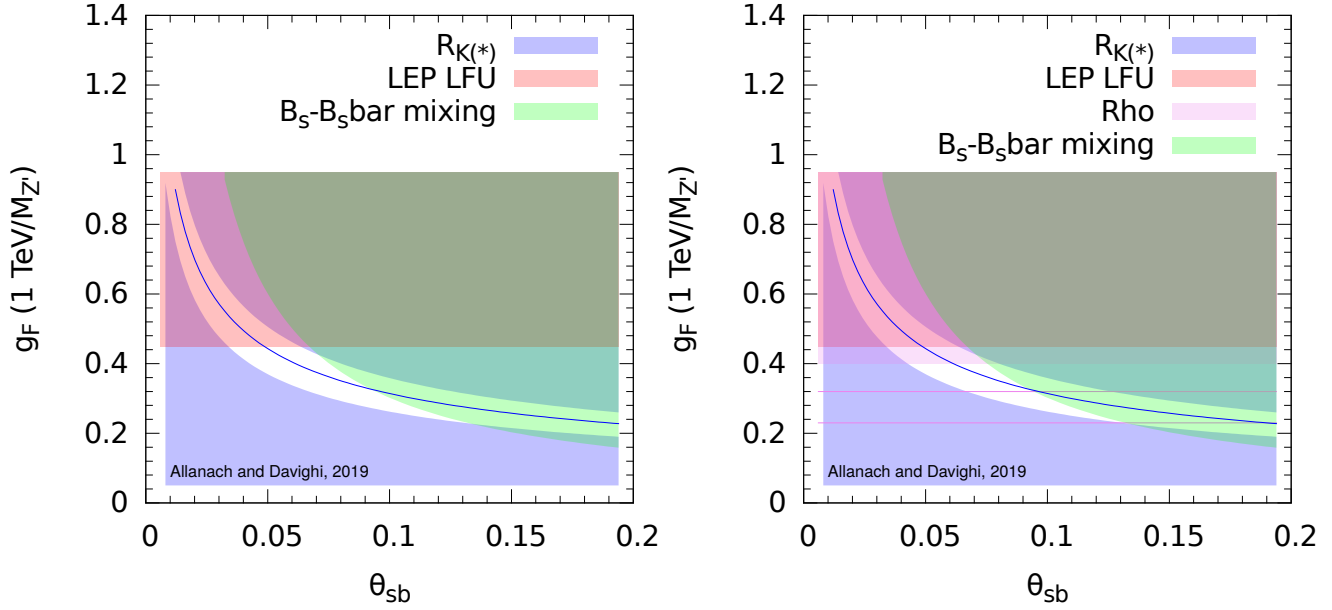 1.4
1.2
1
0.8
0.6
0.4
0.2
0
g_F (1 TeV/M_Z')
R_K(*)
LEP LFU
B_s-B_sbar mixing
Allanach and Davighi, 2019
0 0.05 0.1 0.15 0.2
θ_sb
1.4
1.2
1
0.8
0.6
0.4
0.2
0
g_F (1 TeV/M_Z')
R_K(*)
LEP LFU
Rho
B_s-B_sbar mixing
Allanach and Davighi, 2019
0 0.05 0.1 0.15 0.2
θ_sb